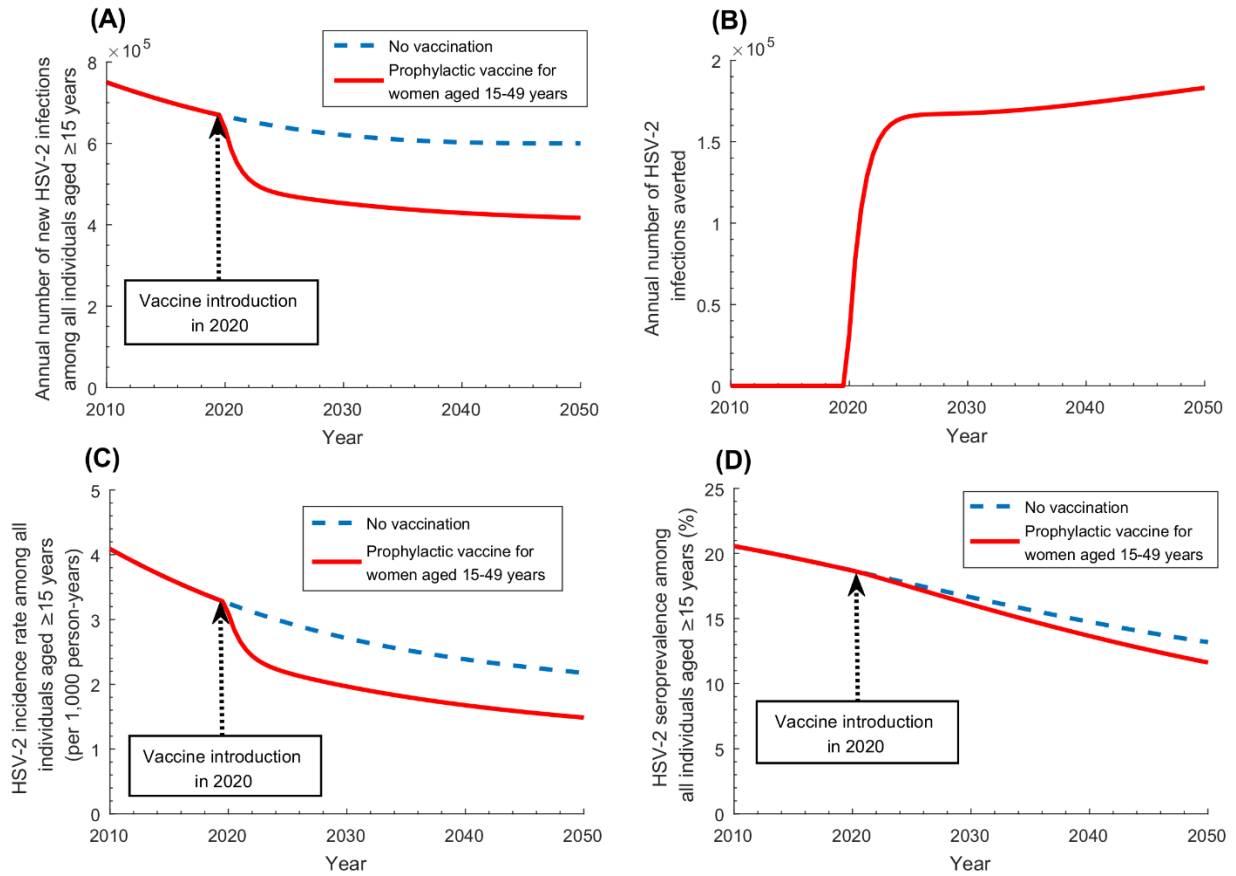 (A)
× 10^5
Annual number of new HSV-2 infections
among all individuals aged ≥15 years
8
6
4
2
0
No vaccination
Prophylactic vaccine for
women aged 15-49 years
Vaccine introduction
in 2020
2010 2020 2030 2040 2050
Year
(B)
× 10^5
Annual number of HSV-2
infections averted
2
1.5
1
0.5
0
2010 2020 2030 2040 2050
Year
(C)
HSV-2 incidence rate among all
individuals aged ≥15 years
(per 1,000 person-years)
5
4
3
2
1
0
No vaccination
Prophylactic vaccine for
women aged 15-49 years
Vaccine introduction
in 2020
2010 2020 2030 2040 2050
Year
(D)
HSV-2 seroprevalence among
all individuals aged ≥15 years (%)
25
20
15
10
5
0
No vaccination
Prophylactic vaccine for
women aged 15-49 years
Vaccine introduction
in 2020
2010 2020 2030 2040 2050
Year